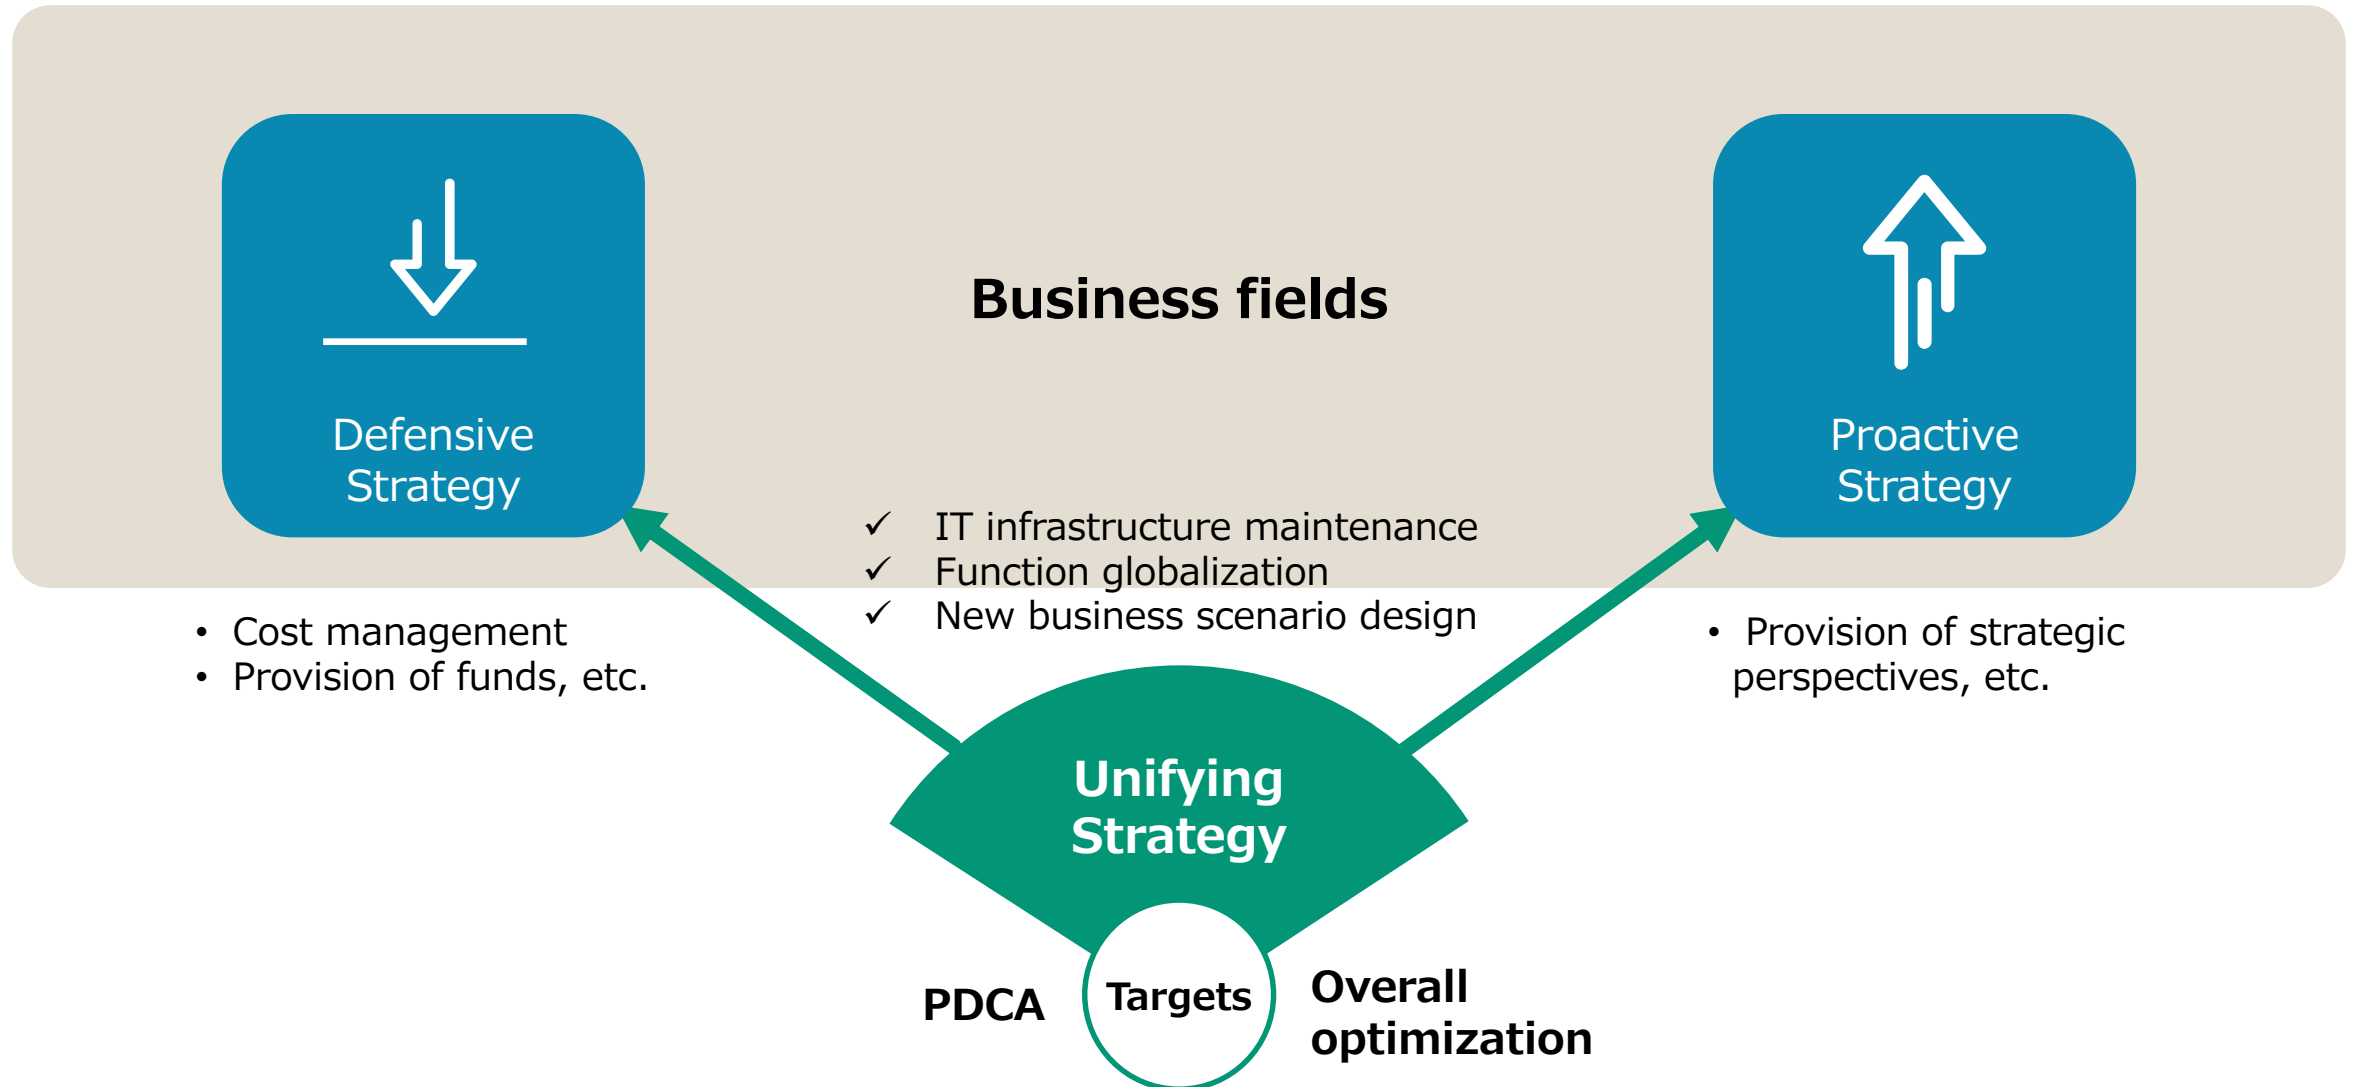 Business fields
Defensive
Strategy
Proactive
Strategy
✓ IT infrastructure maintenance
✓ Function globalization
✓ New business scenario design
• Cost management
• Provision of funds, etc.
• Provision of strategic
perspectives, etc.
Unifying
Strategy
PDCA
Targets
Overall
optimization